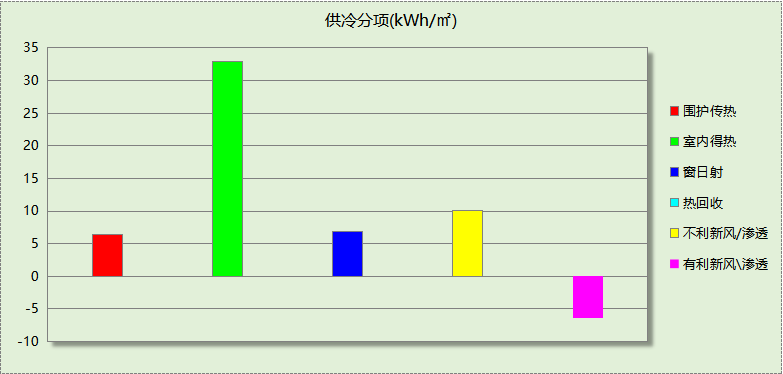 供冷分项(kWh/㎡)
35
30
25
20
15
10
5
0
-5
-10
围护传热
室内得热
窗日射
热回收
不利新风/渗透
有利新风\渗透